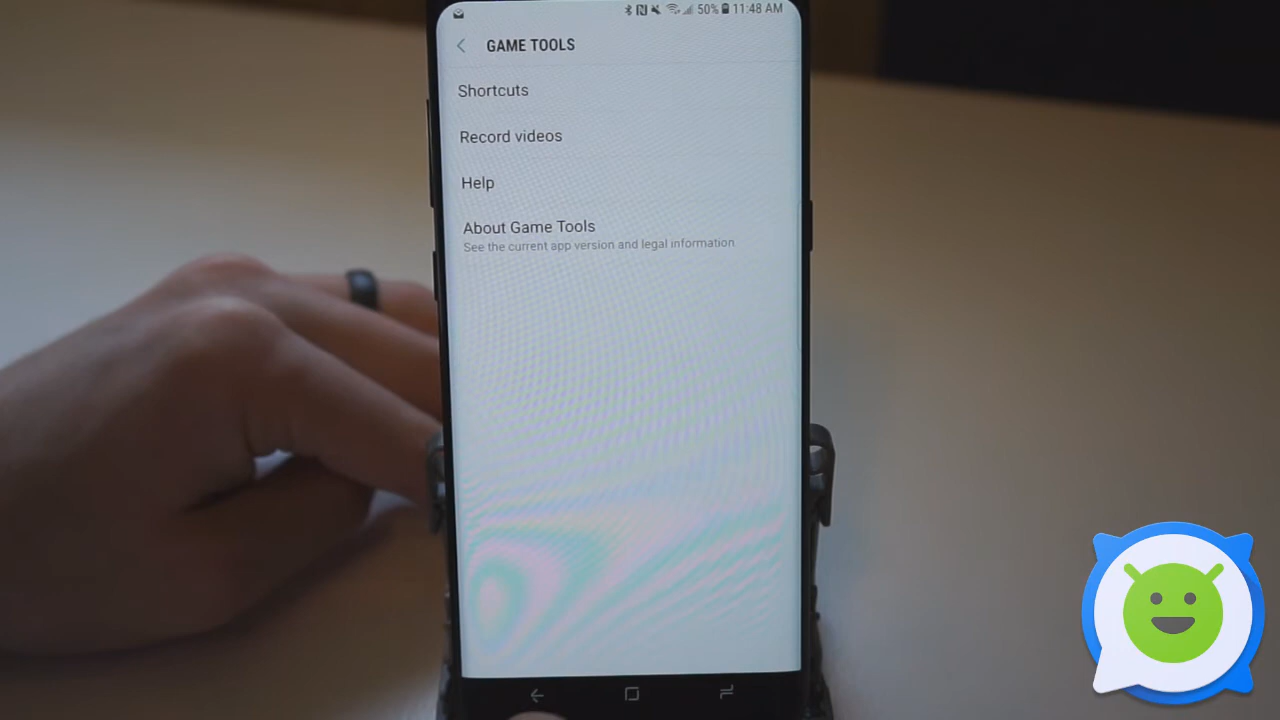 50% 11:48 AM
GAME TOOLS
Shortcuts
Record videos
Help
About Game Tools
See the current app version and legal information.